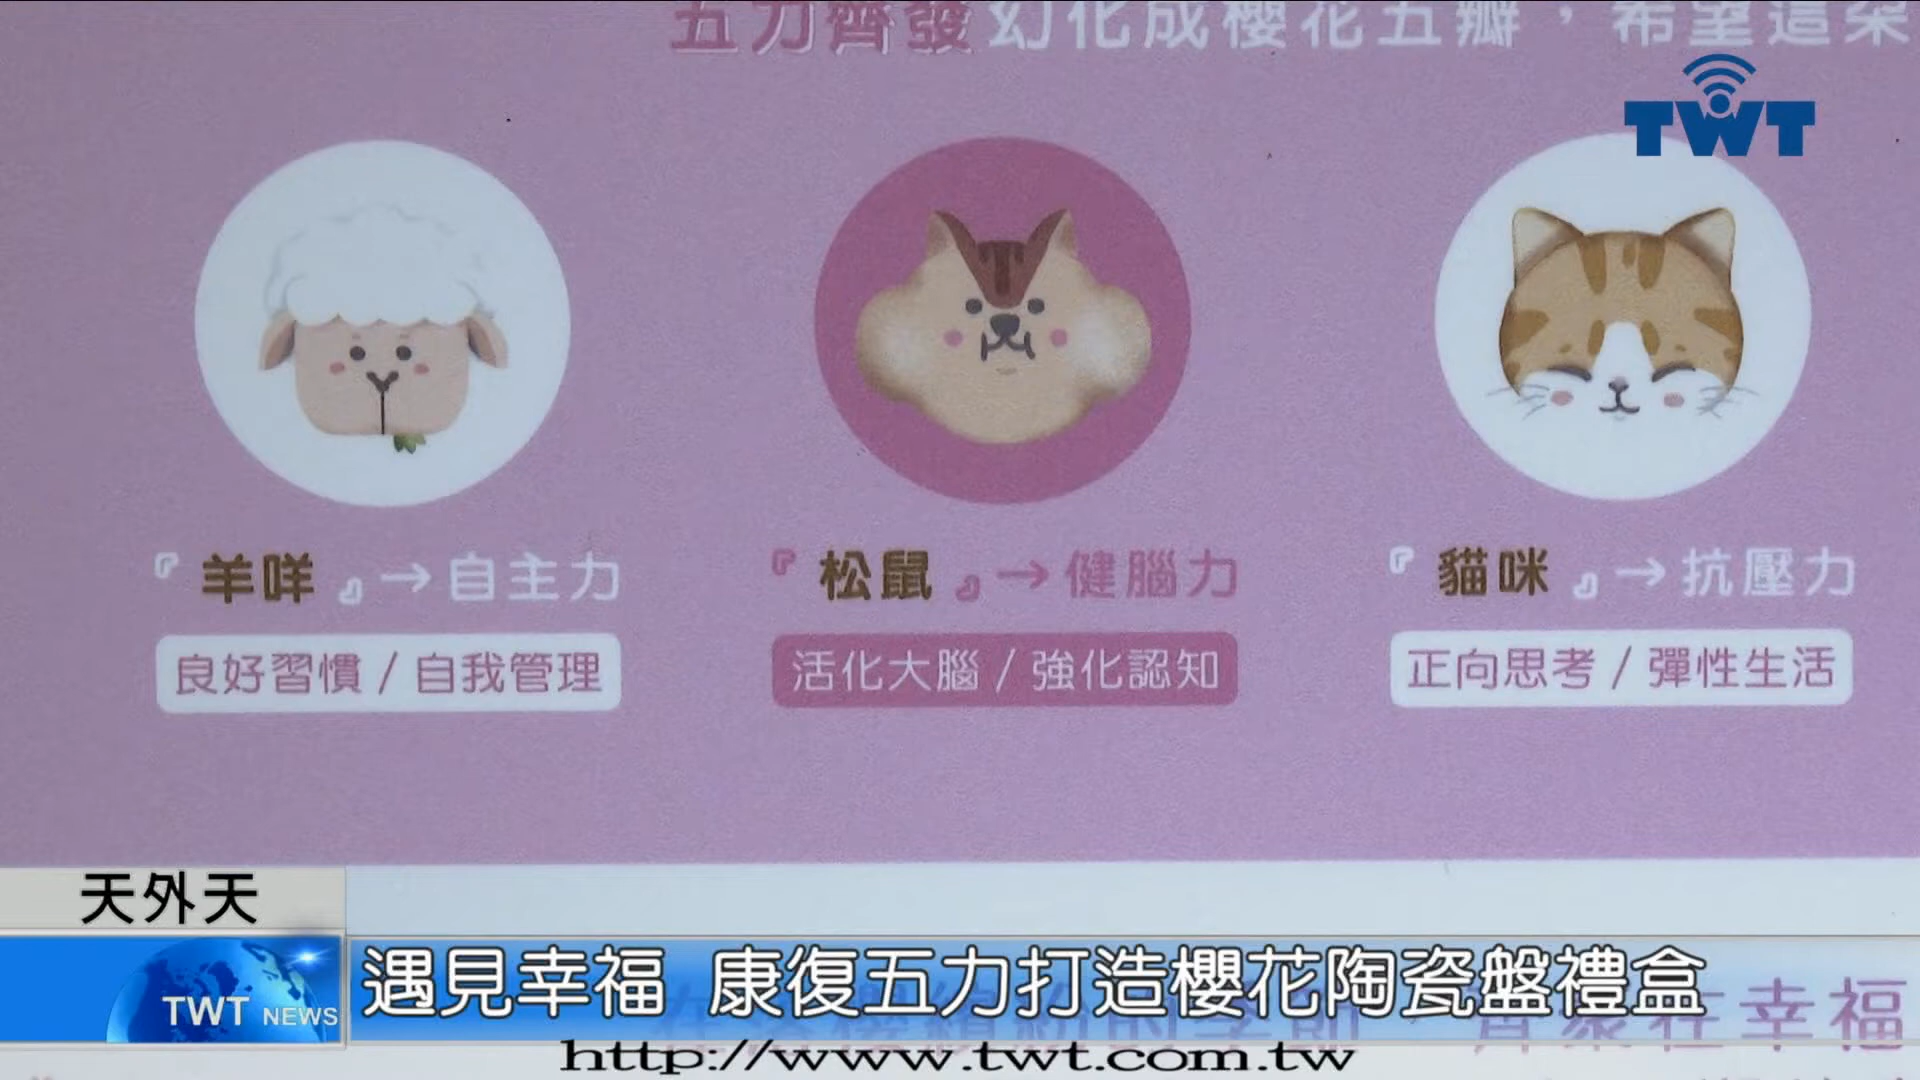 五力齊發幻化成櫻花五瓣,希望這朵
TWT
『羊咩』→自主力
良好習慣 / 自我管理
『松鼠』→健腦力
活化大腦 / 強化認知
『貓咪』→抗壓力
正向思考 / 彈性生活
天外天
TWT NEWS
遇見幸福 康復五力打造櫻花陶瓷盤禮盒
在幸福
http://www.twt.com.tw